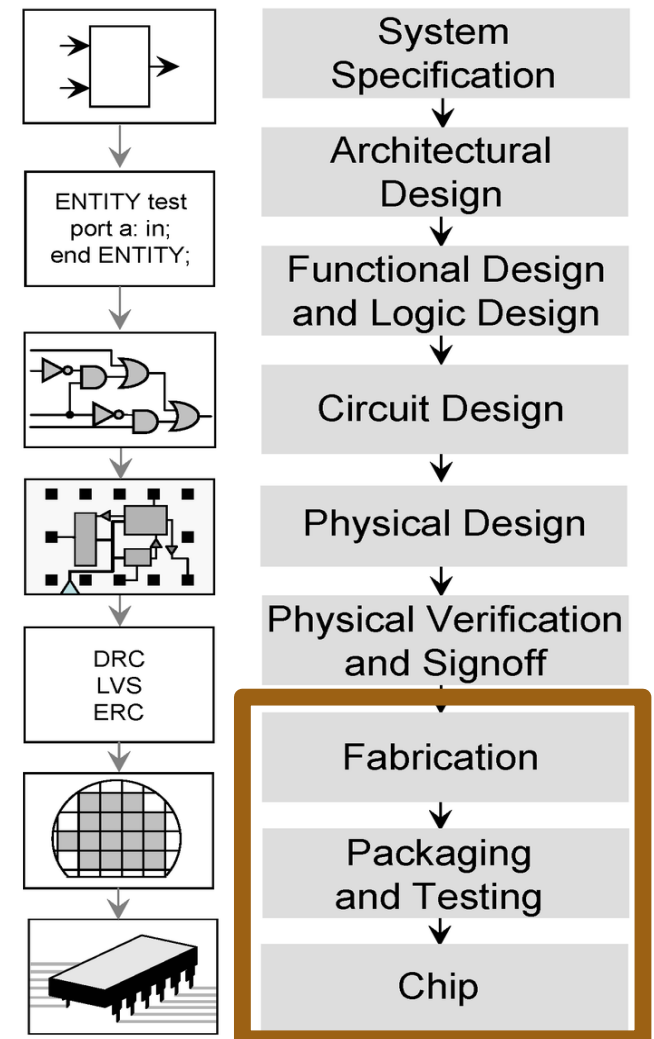 System
Specification
Architectural
Design
ENTITY test
port a: in;
end ENTITY;
Functional Design
and Logic Design
Circuit Design
Physical Design
Physical Verification
and Signoff
DRC
LVS
ERC
Fabrication
Packaging
and Testing
Chip